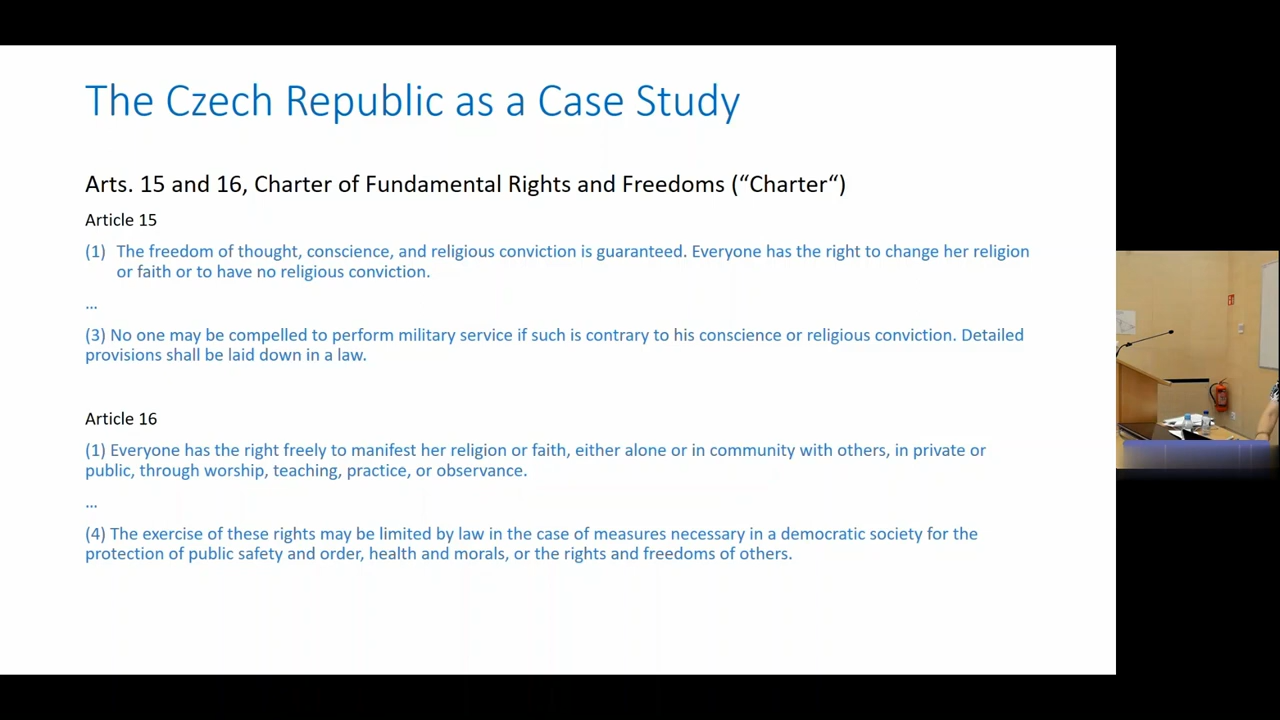 The Czech Republic as a Case Study
Arts. 15 and 16, Charter of Fundamental Rights and Freedoms (“Charter“)
Article 15
(1) The freedom of thought, conscience, and religious conviction is guaranteed. Everyone has the right to change her religion
or faith or to have no religious conviction.
...
(3) No one may be compelled to perform military service if such is contrary to his conscience or religious conviction. Detailed
provisions shall be laid down in a law.
Article 16
(1) Everyone has the right freely to manifest her religion or faith, either alone or in community with others, in private or
public, through worship, teaching, practice, or observance.
...
(4) The exercise of these rights may be limited by law in the case of measures necessary in a democratic society for the
protection of public safety and order, health and morals, or the rights and freedoms of others.